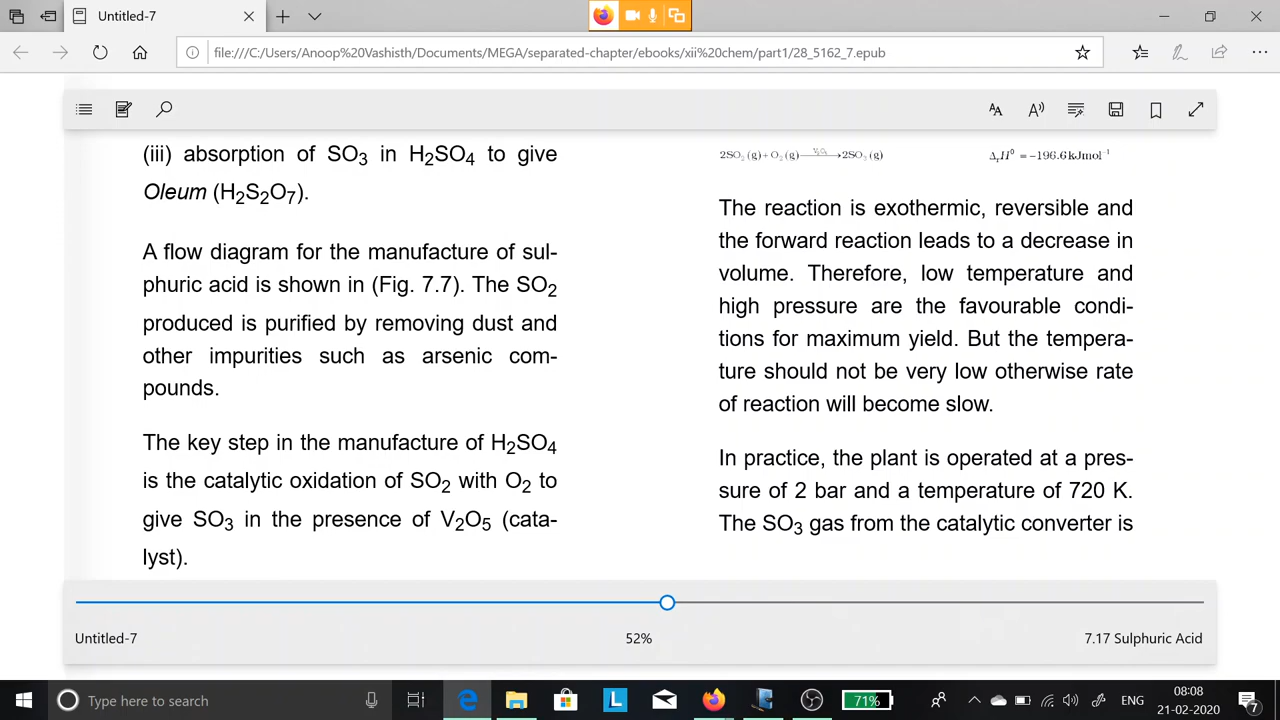 Untitled-7
file:///C:/Users/Anoop%20Vashisth/Documents/MEGA/separated-chapter/ebooks/xii%20chem/part1/28_5162_7.epub
(iii) absorption of SO3 in H2SO4 to give
Oleum (H2S2O7).
A flow diagram for the manufacture of sul-
phuric acid is shown in (Fig. 7.7). The SO2
produced is purified by removing dust and
other impurities such as arsenic com-
pounds.
The key step in the manufacture of H2SO4
is the catalytic oxidation of SO2 with O2 to
give SO3 in the presence of V2O5 (cata-
lyst).
2SO2(g)+O2(g) V2O5→2SO3(g) ΔrH0 = −196.6 kJmol−1
The reaction is exothermic, reversible and
the forward reaction leads to a decrease in
volume. Therefore, low temperature and
high pressure are the favourable condi-
tions for maximum yield. But the tempera-
ture should not be very low otherwise rate
of reaction will become slow.
In practice, the plant is operated at a pres-
sure of 2 bar and a temperature of 720 K.
The SO3 gas from the catalytic converter is
Untitled-7
52%
7.17 Sulphuric Acid
Type here to search
71%
ENG
08:08
21-02-2020
7